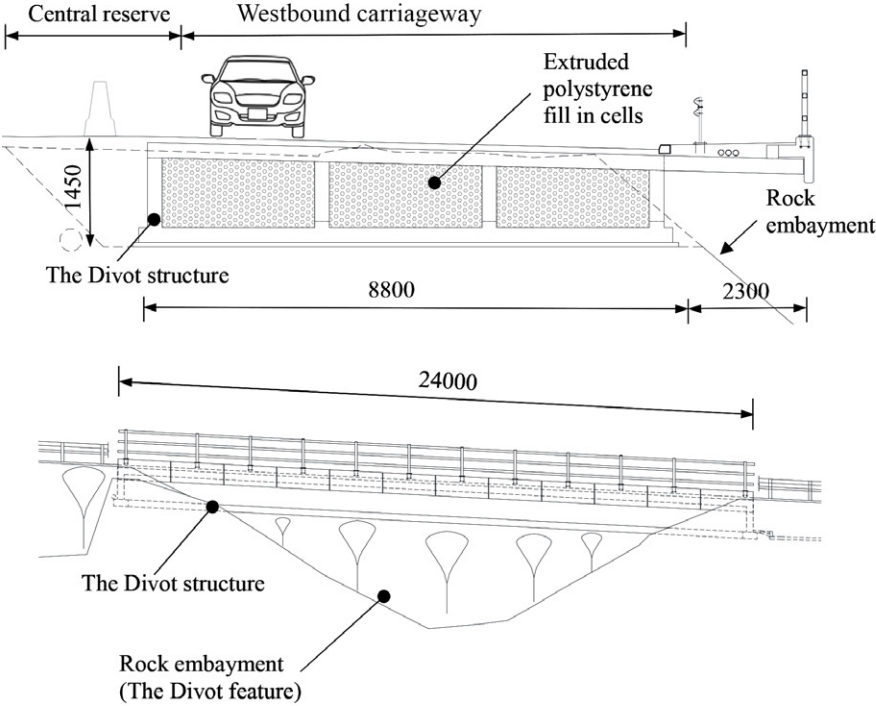 Central reserve
Westbound carriageway
Extruded
polystyrene
fill in cells
1450
Rock
embayment
The Divot structure
8800
2300
24000
The Divot structure
Rock embayment
(The Divot feature)